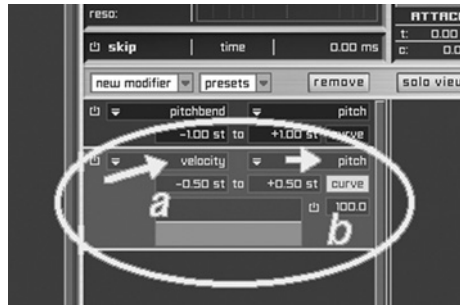 reso:
ATTACK
t: 0.00
skip time 0.00 ms
c: 0.0
new modifier presets remove solo view
pitchbend pitch
-1.00 st to +1.00 st curve
velocity pitch
-0.50 st to +0.50 st curve
a b 100.0